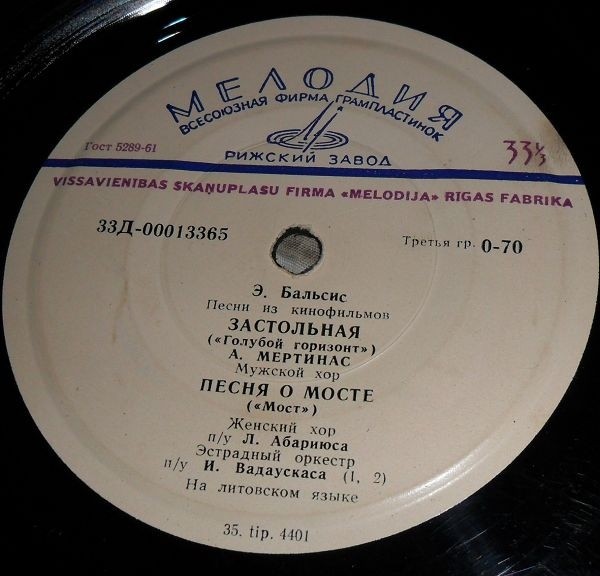 МЕЛОДИЯ
ВСЕСОЮЗНАЯ ФИРМА ГРАМПЛАСТИНОК
Гост 5289-61
РИЖСКИЙ ЗАВОД
33⅓
VISSAVIENĪBAS SKAŅUPLAŠU FIRMA «MELODIJA» RĪGAS FABRIKA
33Д-00013365
Третья гр. 0-70
Э. Бальсис
Песни из кинофильмов
ЗАСТОЛЬНАЯ
(«Голубой горизонт»)
А. МЕРТИНАС
Мужской хор
ПЕСНЯ О МОСТЕ
(«Мост»)
Женский хор
п/у Л. Абариюса
Эстрадный оркестр
п/у И. Вадаускаса (1, 2)
На литовском языке
35. tip. 4401